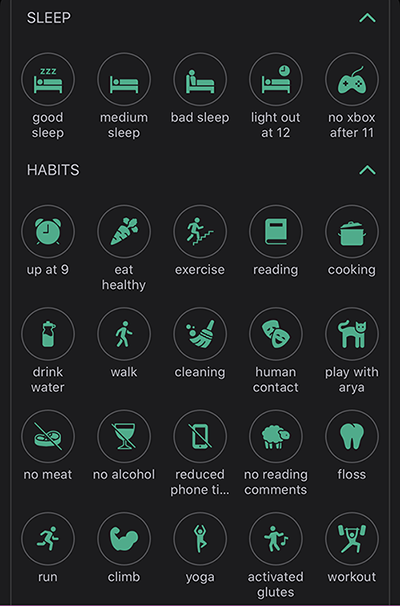 SLEEP
zzz
good
sleep
medium
sleep
bad sleep
light out
at 12
no xbox
after 11
HABITS
up at 9
eat
healthy
exercise
reading
cooking
drink
water
walk
cleaning
human
contact
play with
arya
no meat
no alcohol
reduced
phone ti...
no reading
comments
floss
run
climb
yoga
activated
glutes
workout